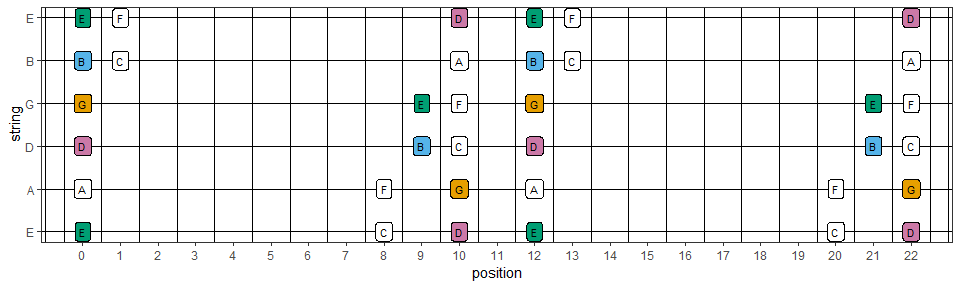 E E F D E F D
B B C A B C A
G G E F G E F
D D B C D B C
A A F G A F G
E E C D E C D
0 1 2 3 4 5 6 7 8 9 10 11 12 13 14 15 16 17 18 19 20 21 22
position
string